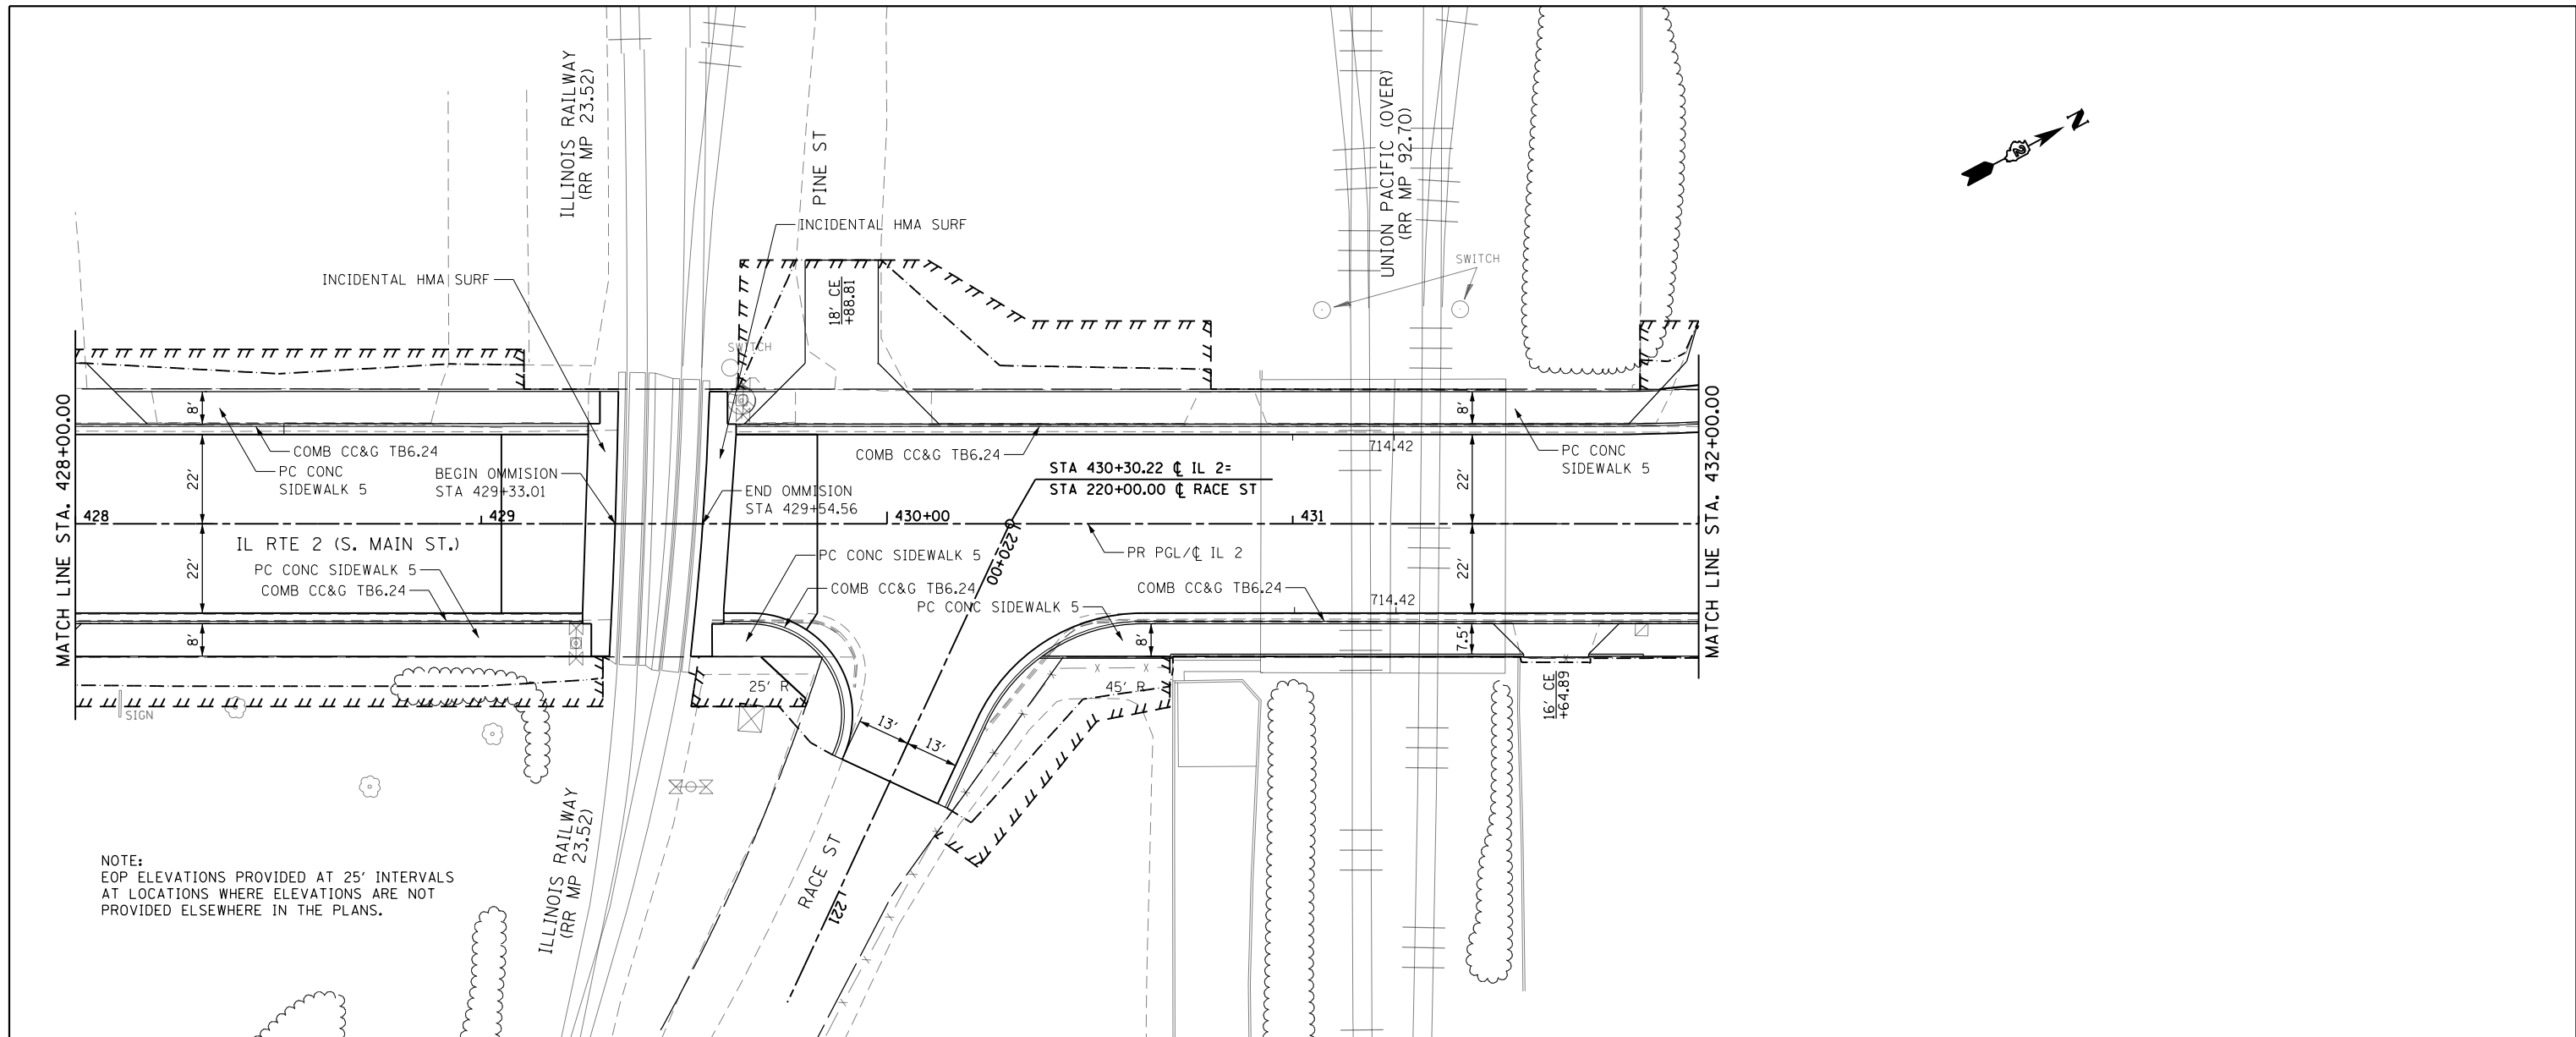 ILLINOIS RAILWAY
(RR MP 23.52)
PINE ST
UNION PACIFIC (OVER)
(RR MP 92.70)
N
2
INCIDENTAL HMA SURF
INCIDENTAL HMA SURF
18' CE
+88.81
SWITCH
SWITCH
MATCH LINE STA. 428+00.00
MATCH LINE STA. 432+00.00
8'
8'
COMB CC&G TB6.24
PC CONC
SIDEWALK 5
22'
BEGIN OMMISION
STA 429+33.01
END OMMISION
STA 429+54.56
COMB CC&G TB6.24
STA 430+30.22 ℄ IL 2=
STA 220+00.00 ℄ RACE ST
714.42
PC CONC
SIDEWALK 5
22'
428
429
430+00
431
IL RTE 2 (S. MAIN ST.)
220+00
PR PGL/℄ IL 2
22'
22'
PC CONC SIDEWALK 5
COMB CC&G TB6.24
PC CONC SIDEWALK 5
COMB CC&G TB6.24
PC CONC SIDEWALK 5
COMB CC&G TB6.24
714.42
8'
8'
7.5'
SIGN
25' R
45' R
16' CE
+64.89
13'
13'
ILLINOIS RAILWAY
(RR MP 23.52)
RACE ST
221
NOTE:
EOP ELEVATIONS PROVIDED AT 25' INTERVALS
AT LOCATIONS WHERE ELEVATIONS ARE NOT
PROVIDED ELSEWHERE IN THE PLANS.